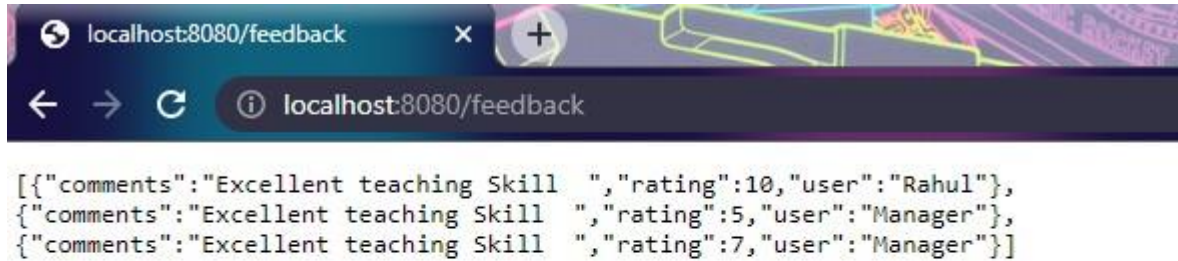 localhost:8080/feedback
localhost:8080/feedback
[{"comments":"Excellent teaching Skill  ","rating":10,"user":"Rahul"},
{"comments":"Excellent teaching Skill  ","rating":5,"user":"Manager"},
{"comments":"Excellent teaching Skill  ","rating":7,"user":"Manager"}]